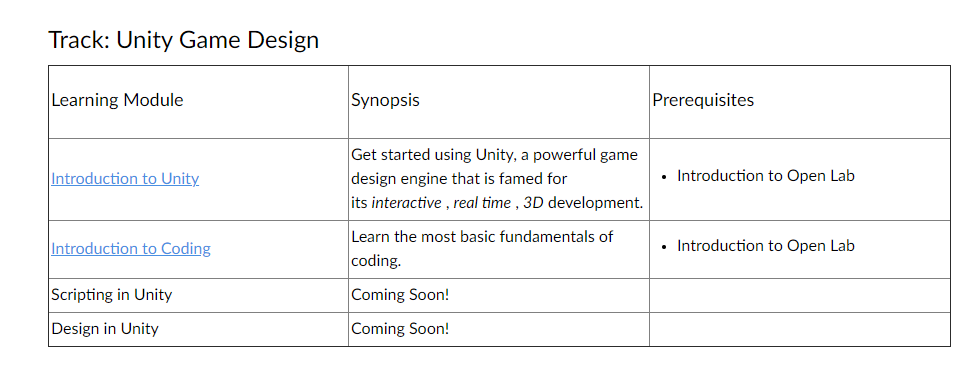 Track: Unity Game Design
Learning Module
Synopsis
Prerequisites
Introduction to Unity
Get started using Unity, a powerful game
design engine that is famed for
its interactive , real time , 3D development.
• Introduction to Open Lab
Introduction to Coding
Learn the most basic fundamentals of
coding.
• Introduction to Open Lab
Scripting in Unity
Coming Soon!
Design in Unity
Coming Soon!